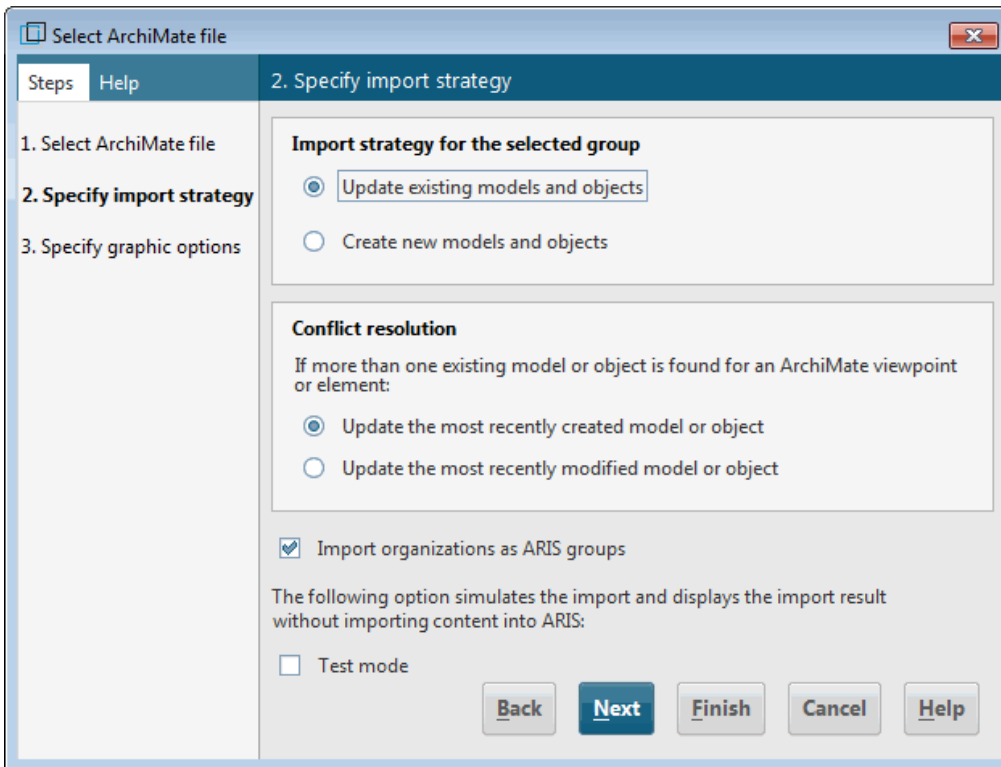 Select ArchiMate file
Steps
Help
2. Specify import strategy
1. Select ArchiMate file
2. Specify import strategy
3. Specify graphic options
Import strategy for the selected group
Update existing models and objects
Create new models and objects
Conflict resolution
If more than one existing model or object is found for an ArchiMate viewpoint
or element:
Update the most recently created model or object
Update the most recently modified model or object
Import organizations as ARIS groups
The following option simulates the import and displays the import result
without importing content into ARIS:
Test mode
Back
Next
Finish
Cancel
Help